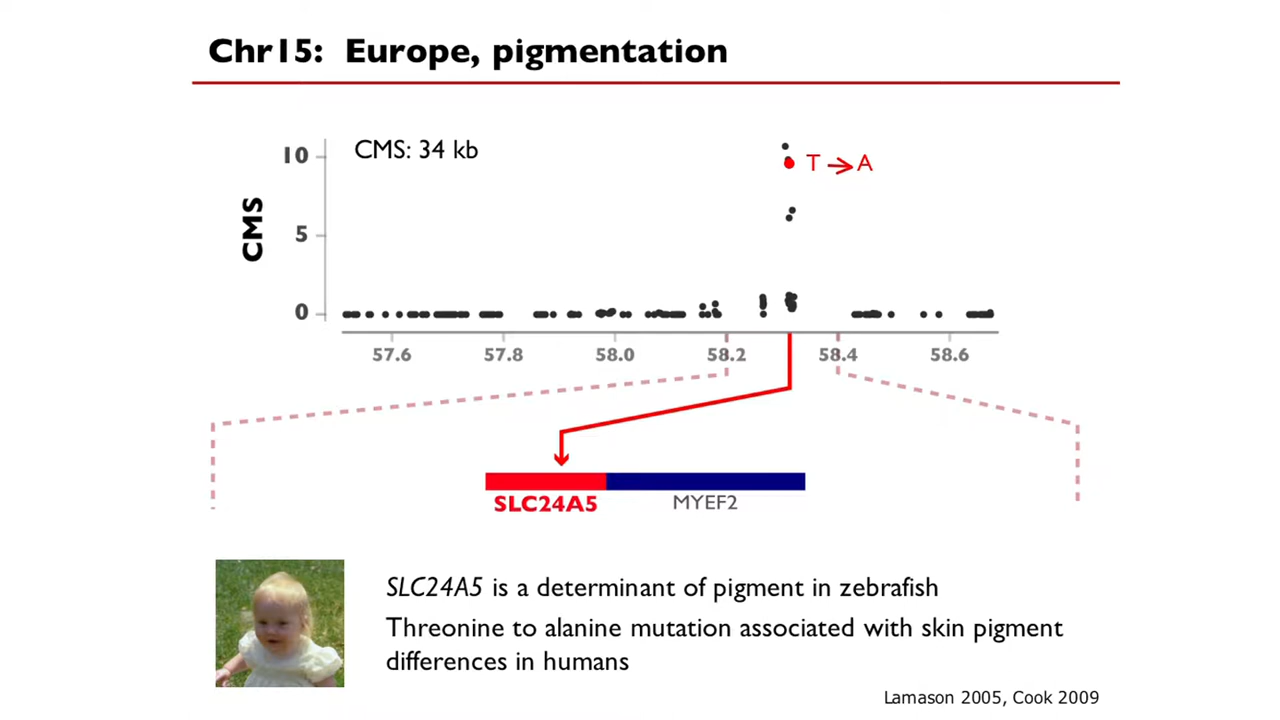 Chr15: Europe, pigmentation
CMS: 34 kb
10
T → A
CMS
5
0
57.6 57.8 58.0 58.2 58.4 58.6
SLC24A5 MYEF2
SLC24A5 is a determinant of pigment in zebrafish
Threonine to alanine mutation associated with skin pigment
differences in humans
Lamason 2005, Cook 2009